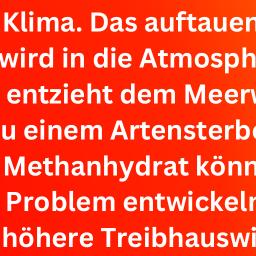 Klima. Das auftauen
wird in die Atmosph
entzieht dem Meerw
u einem Artensterbe
Methanhydrat könn
Problem entwickeln
höhere Treibhauswi